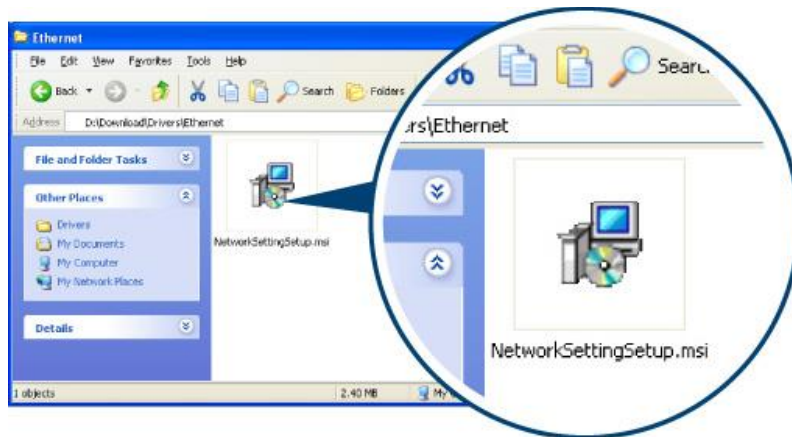 Ethernet
File Edit View Favorites Tools Help
Back Search Folders
Address D:\Download\Drivers\Ethernet
File and Folder Tasks
Other Places
Drivers
My Documents
My Computer
My Network Places
Details
NetworkSettingSetup.msi
1 objects 2.40 MB My
Sear
rs\Ethernet
NetworkSettingSetup.msi